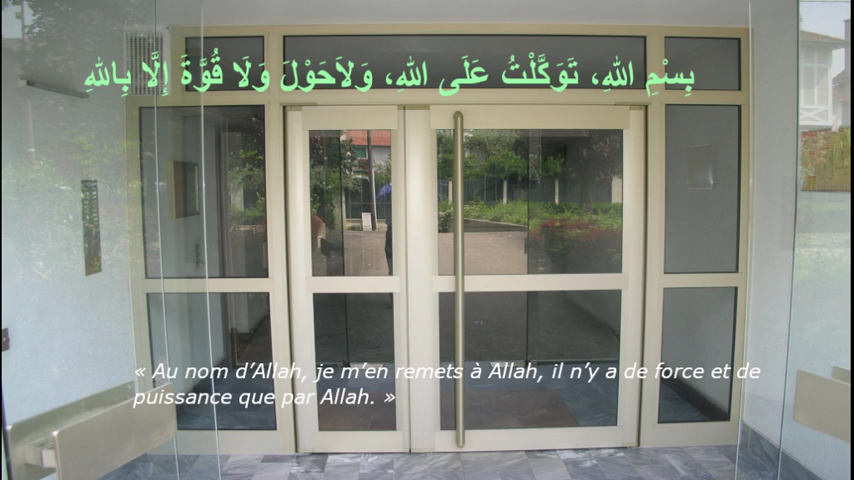 بِسْمِ اللهِ، تَوَكَّلْتُ عَلَى اللهِ، وَلاَحَوْلَ وَلَا قُوَّةَ إِلَّا بِاللهِ
« Au nom d’Allah, je m’en remets à Allah, il n’y a de force et de
puissance que par Allah. »